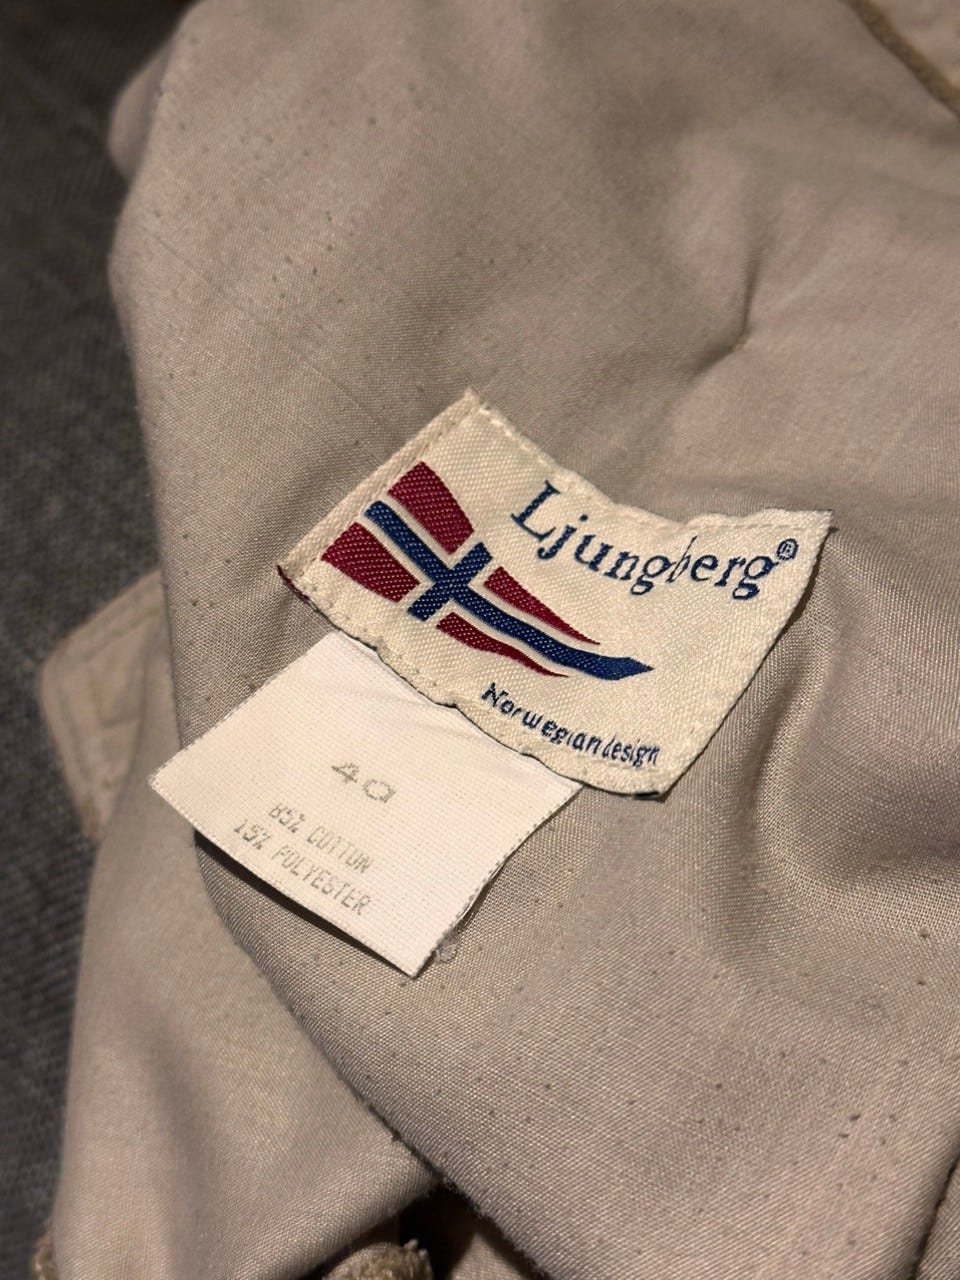 Ljungberg®
Norwegian design
40
85% COTTON
15% POLYESTER